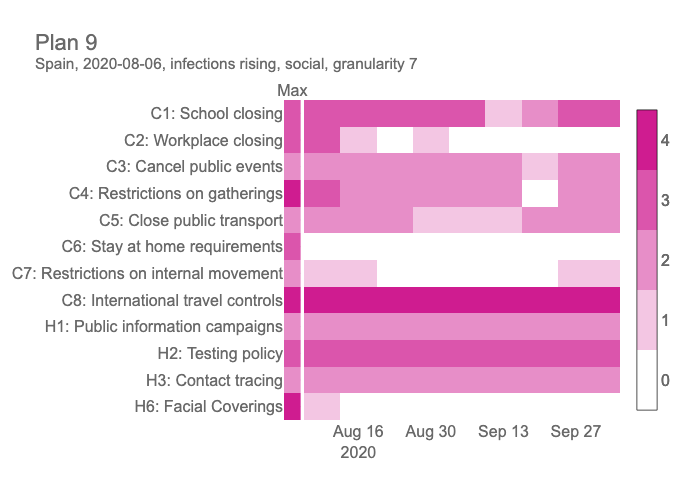 Plan 9
Spain, 2020-08-06, infections rising, social, granularity 7
Max
C1: School closing
C2: Workplace closing
C3: Cancel public events
C4: Restrictions on gatherings
C5: Close public transport
C6: Stay at home requirements
C7: Restrictions on internal movement
C8: International travel controls
H1: Public information campaigns
H2: Testing policy
H3: Contact tracing
H6: Facial Coverings
Aug 16 Aug 30 Sep 13 Sep 27
2020
4
3
2
1
0